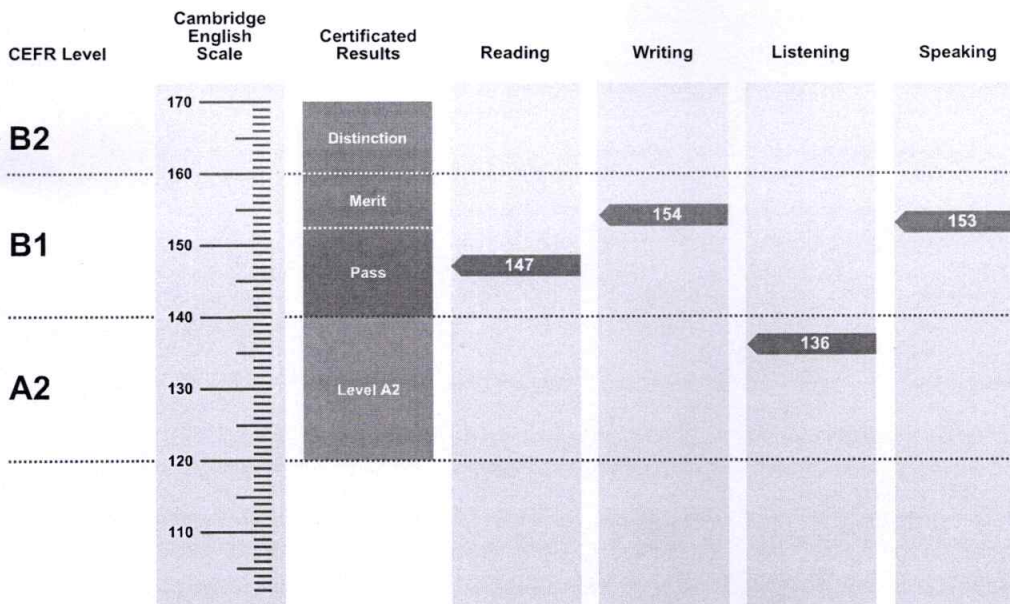 CEFR Level
Cambridge
English
Scale
Certificated
Results
Reading
Writing
Listening
Speaking
B2
B1
A2
170
160
150
140
130
120
110
Distinction
Merit
Pass
Level A2
147
154
136
153